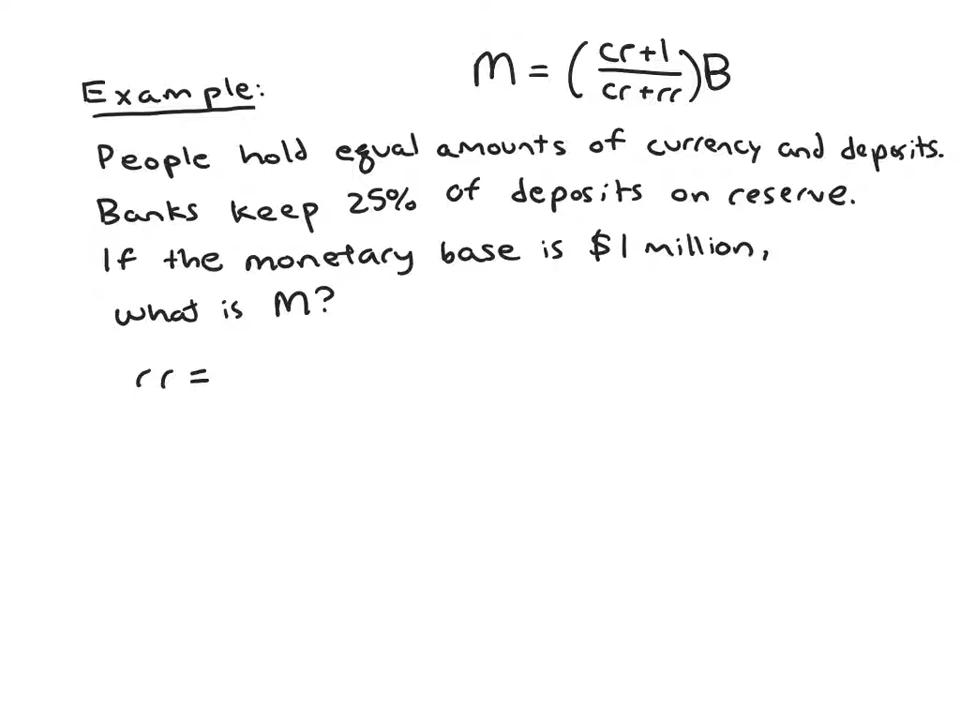 M = (cr+1/cr+rr)B
Example:
People hold equal amounts of currency and deposits.
Banks keep 25% of deposits on reserve.
If the monetary base is $1 million,
what is M?
rr =